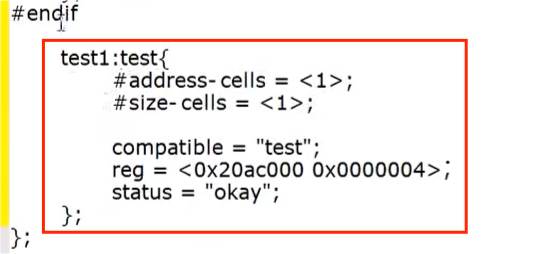 #endif
test1:test{
#address-cells = <1>;
#size-cells = <1>;
compatible = "test";
reg = <0x20ac000 0x0000004>;
status = "okay";
};
};